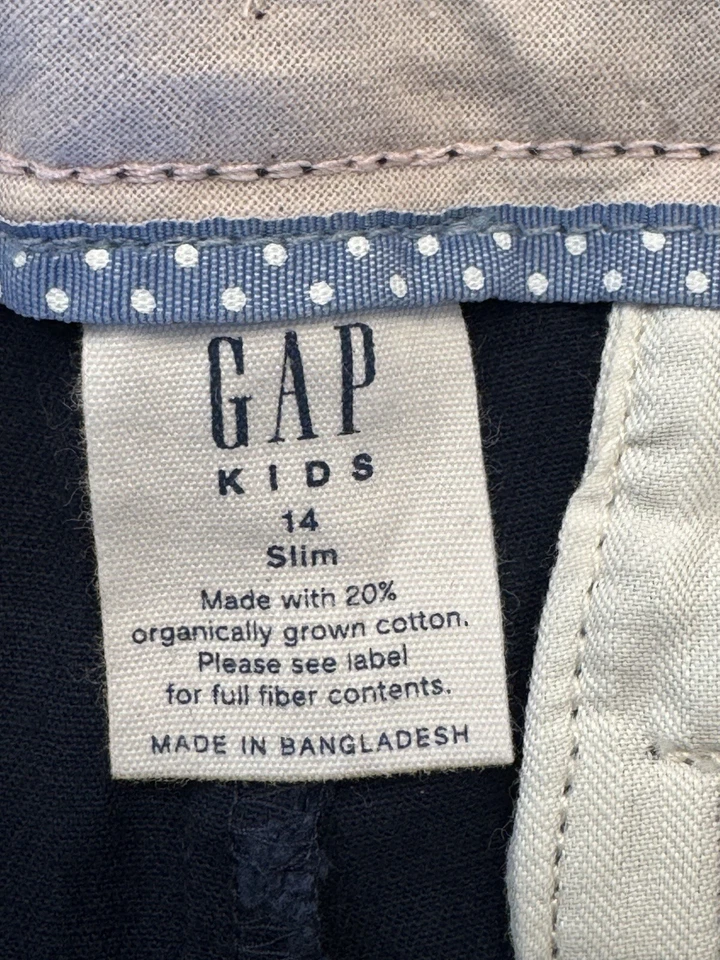 GAP
KIDS
14
Slim
Made with 20%
organically grown cotton.
Please see label
for full fiber contents.
MADE IN BANGLADESH